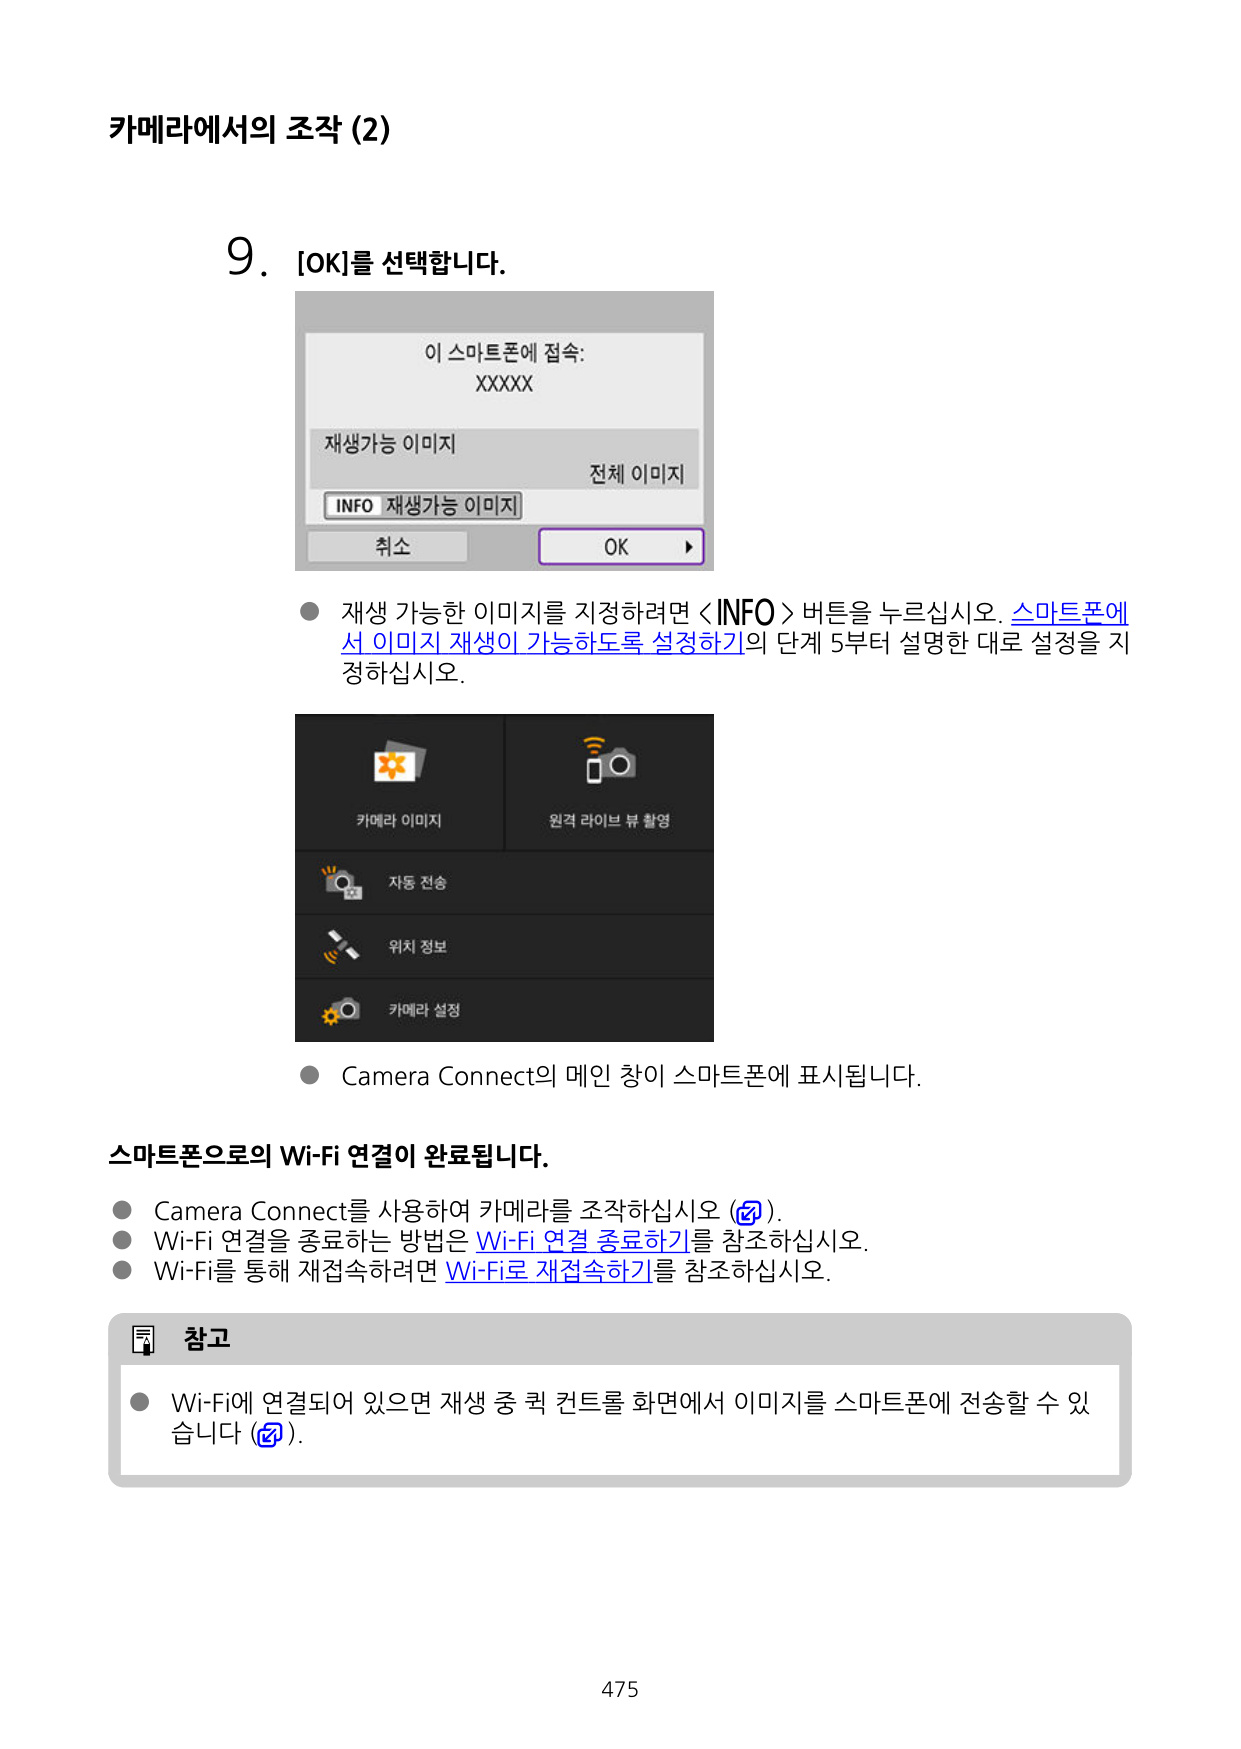 카메라에서의 조작 (2)
9. [OK]를 선택합니다.
이 스마트폰에 접속:
XXXXX
재생가능 이미지
전체 이미지
INFO 재생가능 이미지
취소 OK
● 재생 가능한 이미지를 지정하려면 <INFO> 버튼을 누르십시오. 스마트폰에
서 이미지 재생이 가능하도록 설정하기의 단계 5부터 설명한 대로 설정을 지
정하십시오.
카메라 이미지 원격 라이브 뷰 촬영
자동 전송
위치 정보
카메라 설정
● Camera Connect의 메인 창이 스마트폰에 표시됩니다.
스마트폰으로의 Wi-Fi 연결이 완료됩니다.
● Camera Connect를 사용하여 카메라를 조작하십시오 ( ).
● Wi-Fi 연결을 종료하는 방법은 Wi-Fi 연결 종료하기를 참조하십시오.
● Wi-Fi를 통해 재접속하려면 Wi-Fi로 재접속하기를 참조하십시오.
참고
● Wi-Fi에 연결되어 있으면 재생 중 퀵 컨트롤 화면에서 이미지를 스마트폰에 전송할 수 있
습니다 ( ).
475